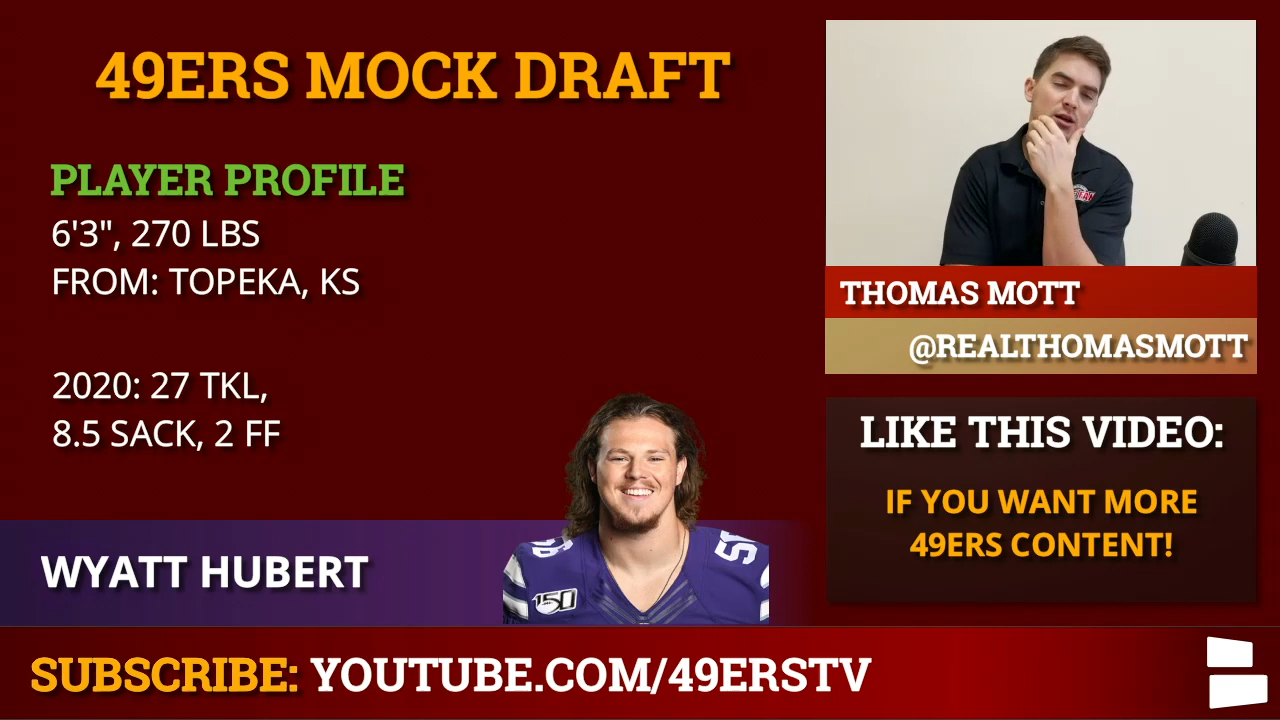 49ERS MOCK DRAFT
PLAYER PROFILE
6'3", 270 LBS
FROM: TOPEKA, KS
2020: 27 TKL,
8.5 SACK, 2 FF
WYATT HUBERT
150
THOMAS MOTT
@REALTHOMASMOTT
LIKE THIS VIDEO:
IF YOU WANT MORE
49ERS CONTENT!
SUBSCRIBE: YOUTUBE.COM/49ERSTV